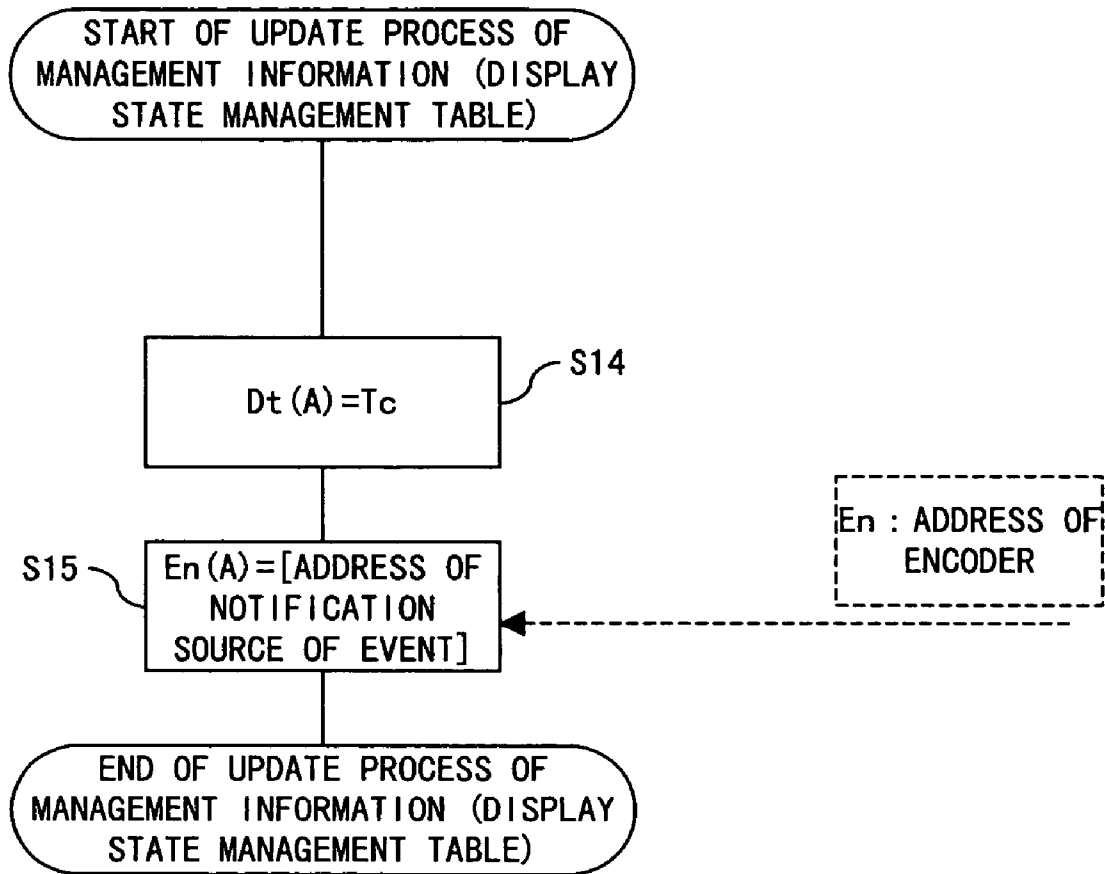 START OF UPDATE PROCESS OF
MANAGEMENT INFORMATION (DISPLAY
STATE MANAGEMENT TABLE)
Dt(A)=Tc
S14
S15
En(A)=[ADDRESS OF
NOTIFICATION
SOURCE OF EVENT]
En : ADDRESS OF
ENCODER
END OF UPDATE PROCESS OF
MANAGEMENT INFORMATION (DISPLAY
STATE MANAGEMENT TABLE)